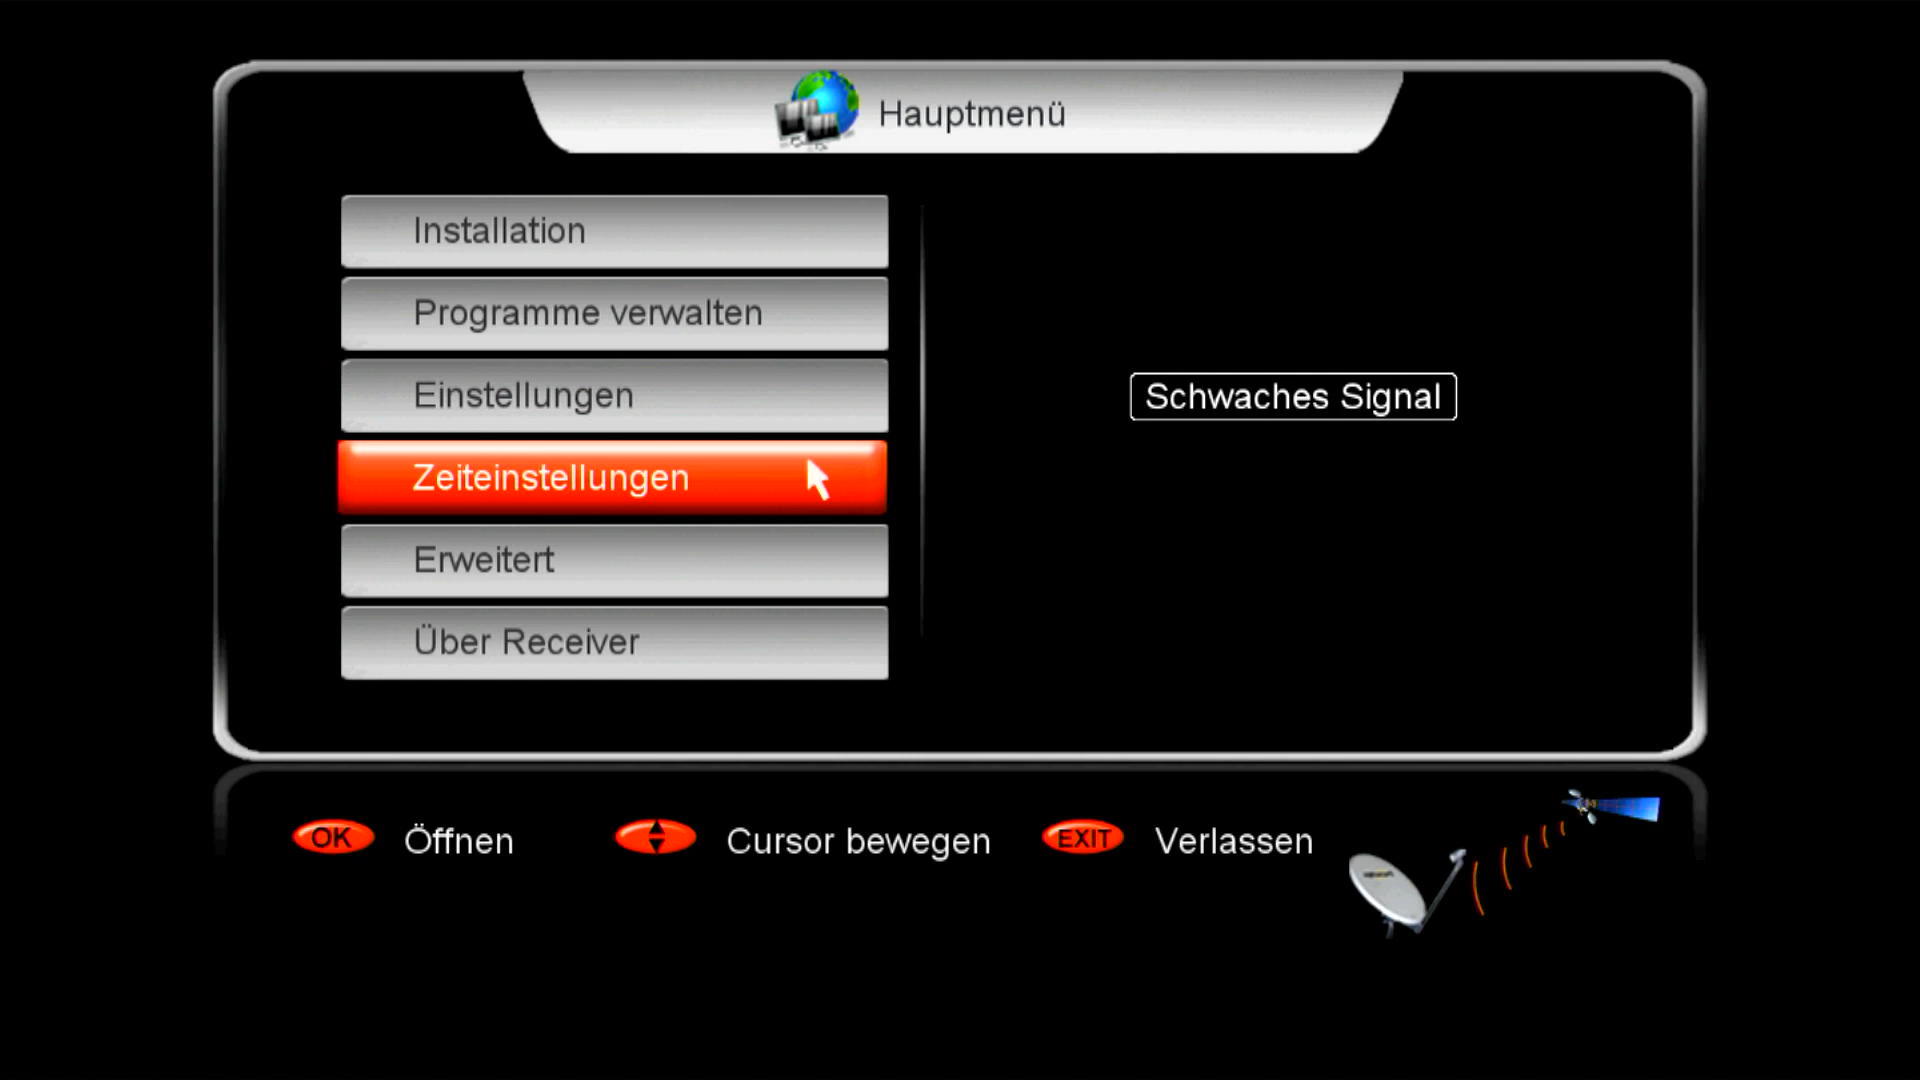 Hauptmenü
Installation
Programme verwalten
Einstellungen
Zeiteinstellungen
Erweitert
Über Receiver
Schwaches Signal
OK Öffnen
Cursor bewegen
EXIT Verlassen